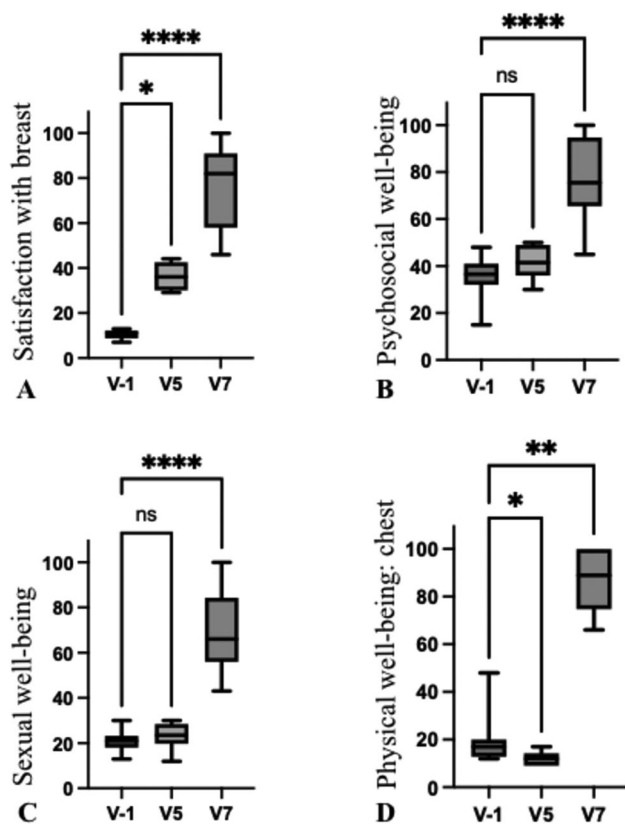 ****
*
Satisfaction with breast
100
80
60
40
20
0
V-1 V5 V7
A
****
ns
Psychosocial well-being
100
80
60
40
20
0
V-1 V5 V7
B
****
ns
Sexual well-being
100
80
60
40
20
0
V-1 V5 V7
C
**
*
Physical well-being: chest
100
80
60
40
20
0
V-1 V5 V7
D